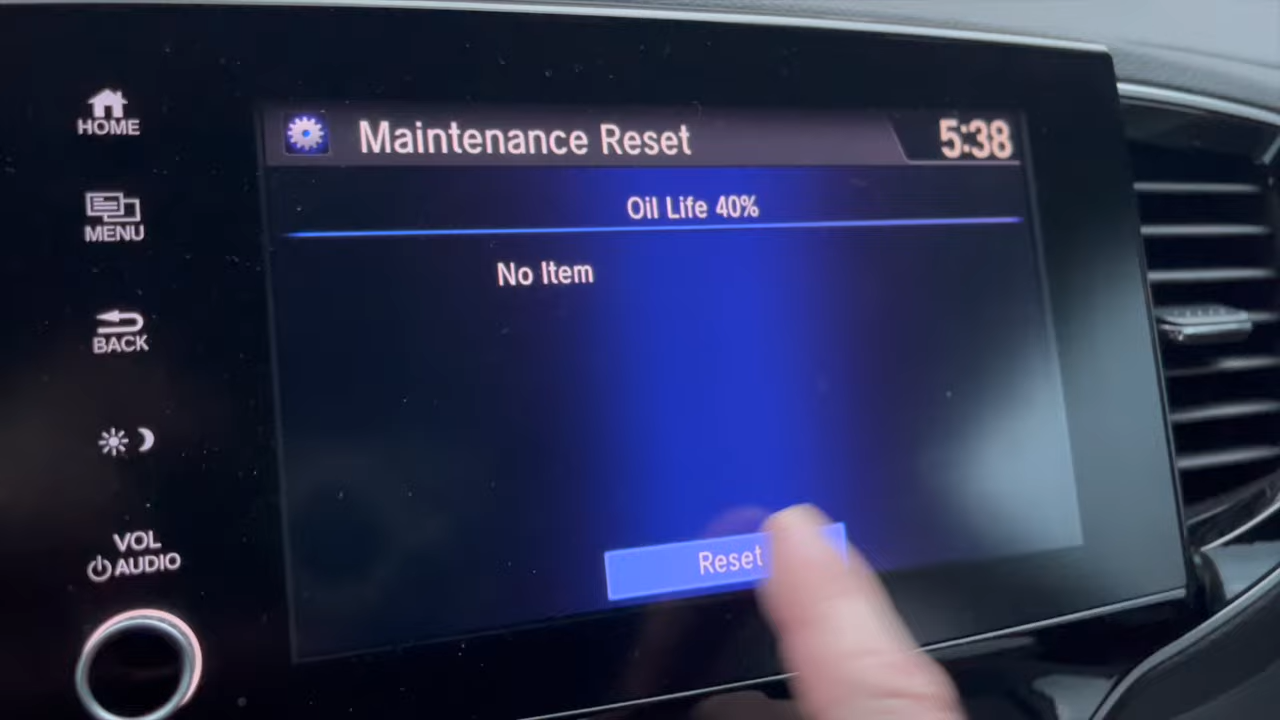 HOME
MENU
BACK
VOL
AUDIO
Maintenance Reset
5:38
Oil Life 40%
No Item
Reset